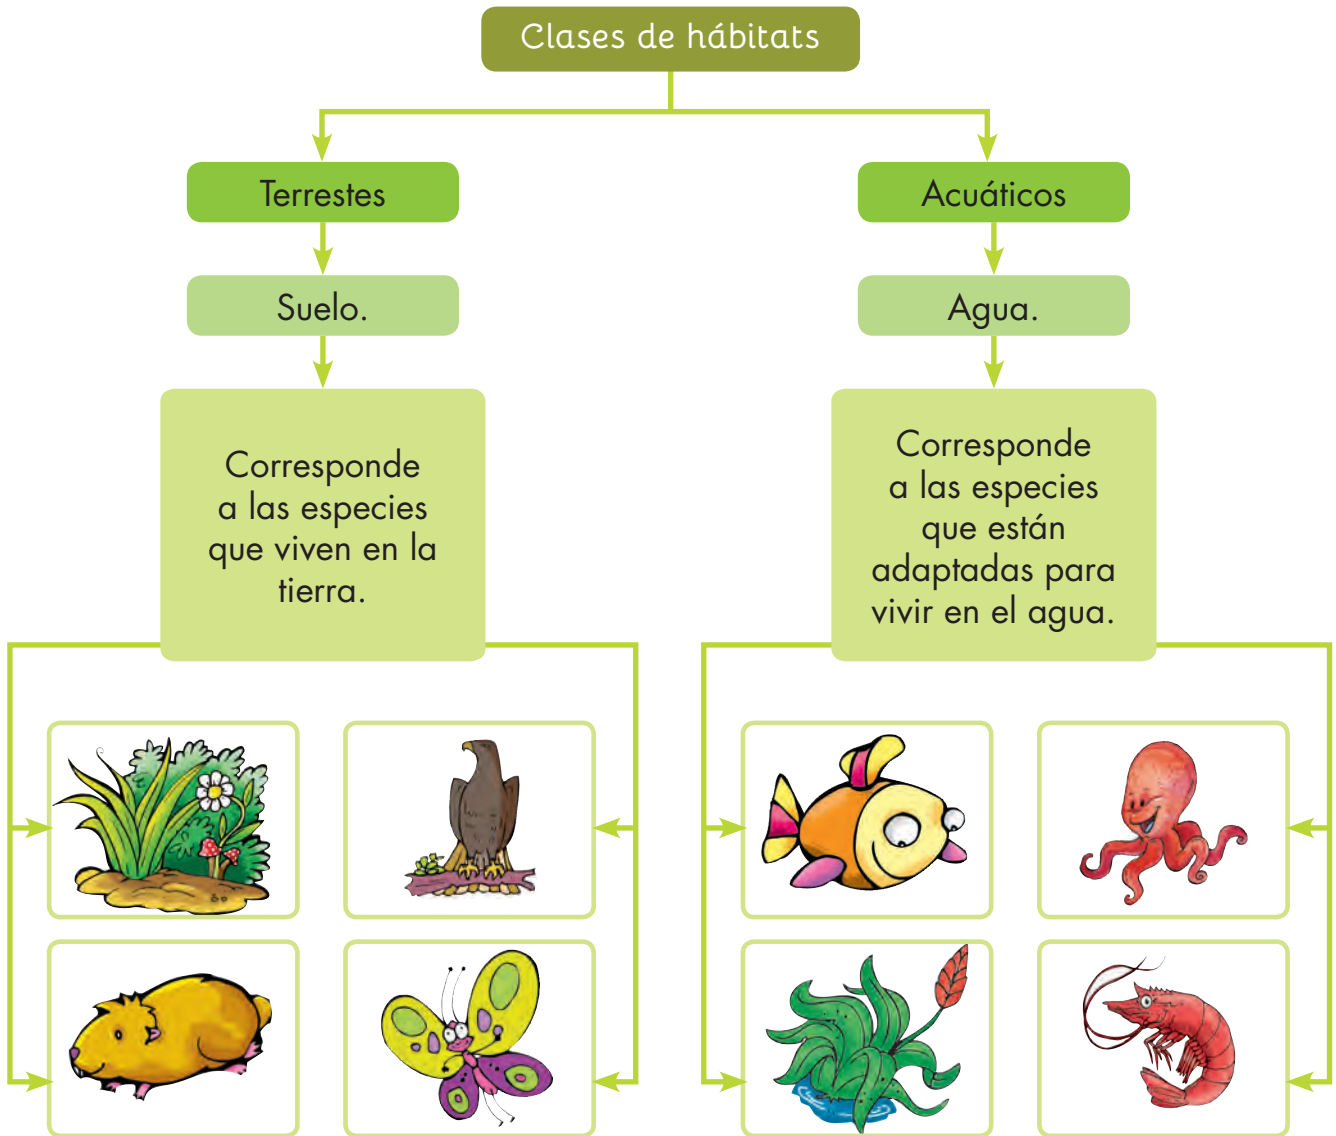 Clases de hábitats
Terrestes
Acuáticos
Suelo.
Agua.
Corresponde
a las especies
que viven en la
tierra.
Corresponde
a las especies
que están
adaptadas para
vivir en el agua.